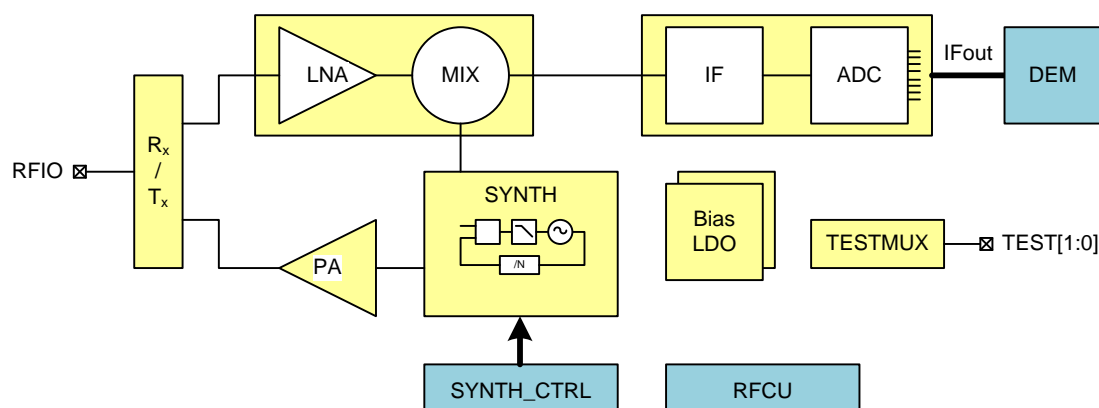 LNA
MIX
IF
ADC
IFout
DEM
RFIO
Rx
/
Tx
SYNTH
/N
PA
Bias
LDO
TESTMUX
TEST[1:0]
SYNTH_CTRL
RFCU